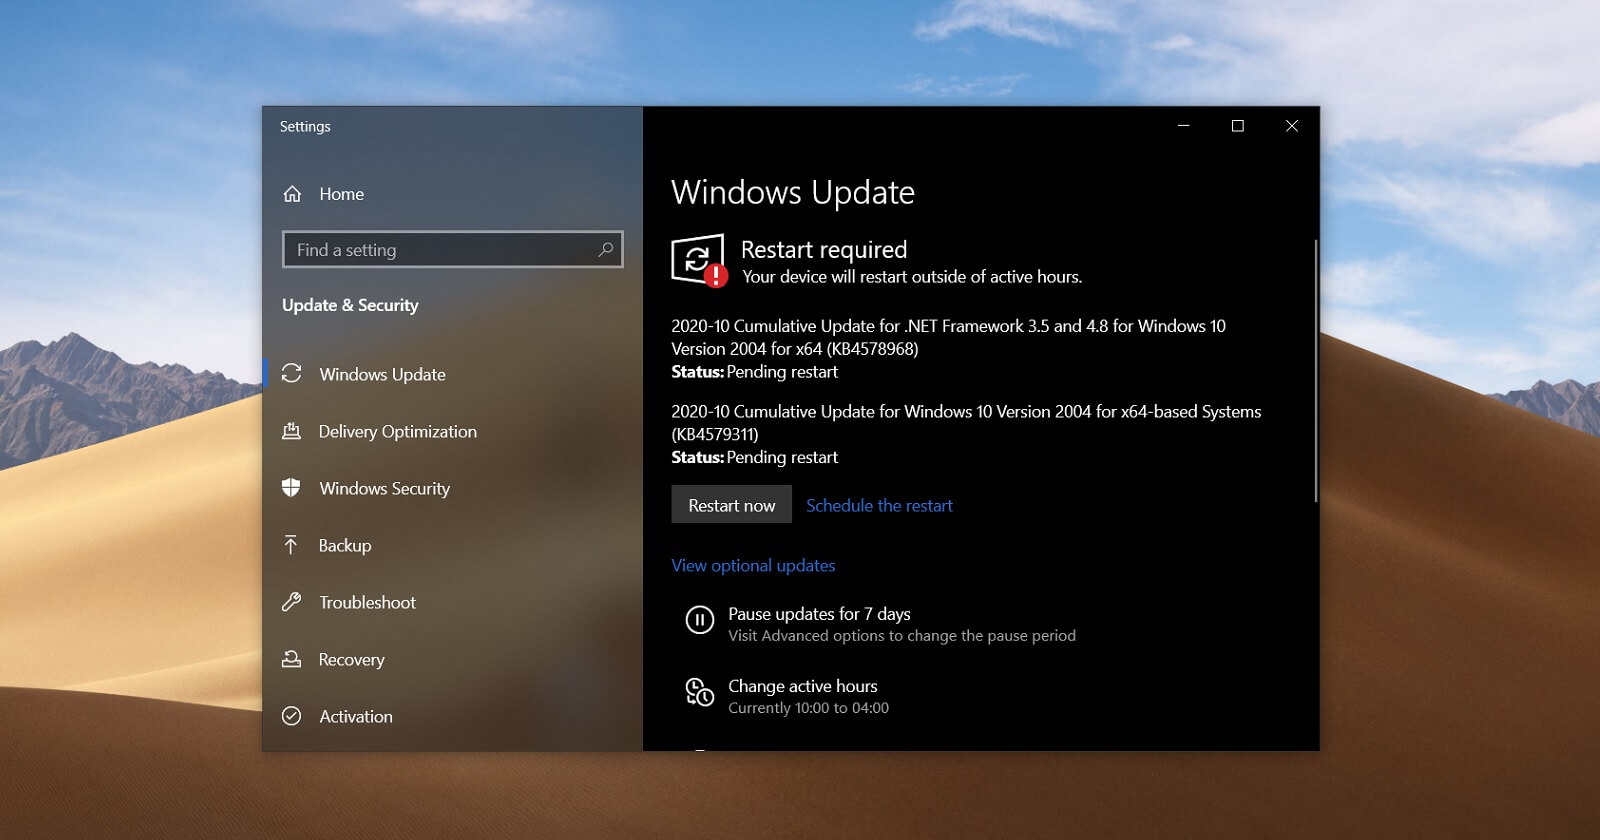 Settings
Home
Find a setting
Update & Security
Windows Update
Delivery Optimization
Windows Security
Backup
Troubleshoot
Recovery
Activation
Windows Update
Restart required
Your device will restart outside of active hours.
2020-10 Cumulative Update for .NET Framework 3.5 and 4.8 for Windows 10
Version 2004 for x64 (KB4578968)
Status: Pending restart
2020-10 Cumulative Update for Windows 10 Version 2004 for x64-based Systems
(KB4579311)
Status: Pending restart
Restart now Schedule the restart
View optional updates
Pause updates for 7 days
Visit Advanced options to change the pause period
Change active hours
Currently 10:00 to 04:00